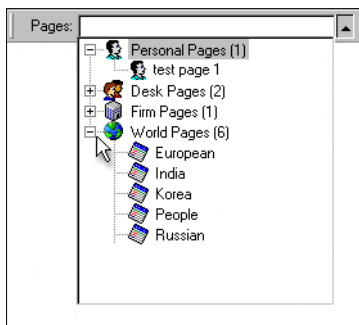 Pages:
Personal Pages (1)
test page 1
Desk Pages (2)
Firm Pages (1)
World Pages (6)
European
India
Korea
People
Russian